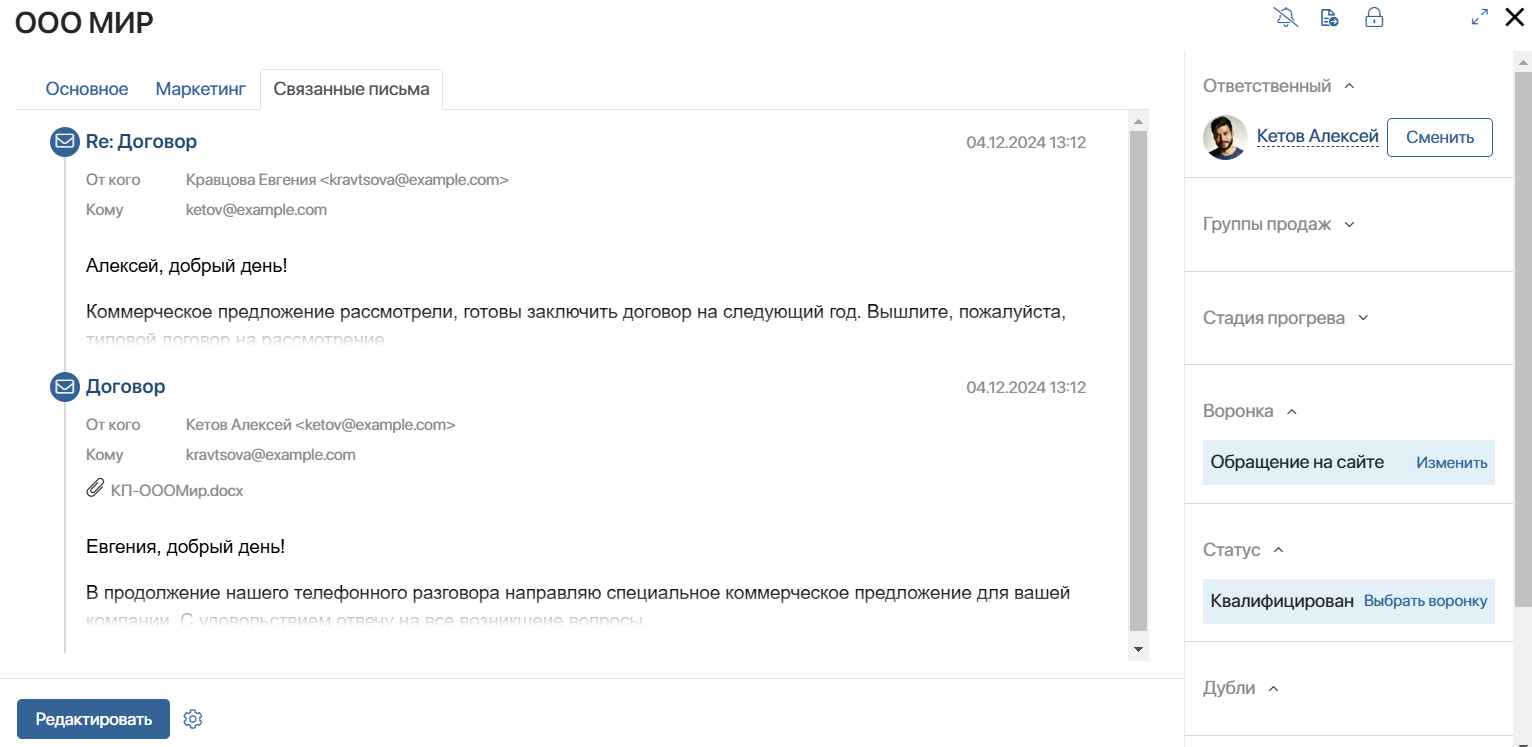 ООО МИР
Основное
Маркетинг
Связанные письма
Re: Договор
04.12.2024 13:12
От кого
Кравцова Евгения <kravtsova@example.com>
Кому
ketov@example.com
Алексей, добрый день!
Коммерческое предложение рассмотрели, готовы заключить договор на следующий год. Вышлите, пожалуйста,
типовой договор на рассмотрение.
Договор
04.12.2024 13:12
От кого
Кетов Алексей <ketov@example.com>
Кому
kravtsova@example.com
КП-ОООМир.docx
Евгения, добрый день!
В продолжение нашего телефонного разговора направляю специальное коммерческое предложение для вашей
компании. С удовольствием отвечу на все возникшеие вопросы
Редактировать
Ответственный
Кетов Алексей
Сменить
Группы продаж
Стадия прогрева
Воронка
Обращение на сайте
Изменить
Статус
Квалифицирован
Выбрать воронку
Дубли